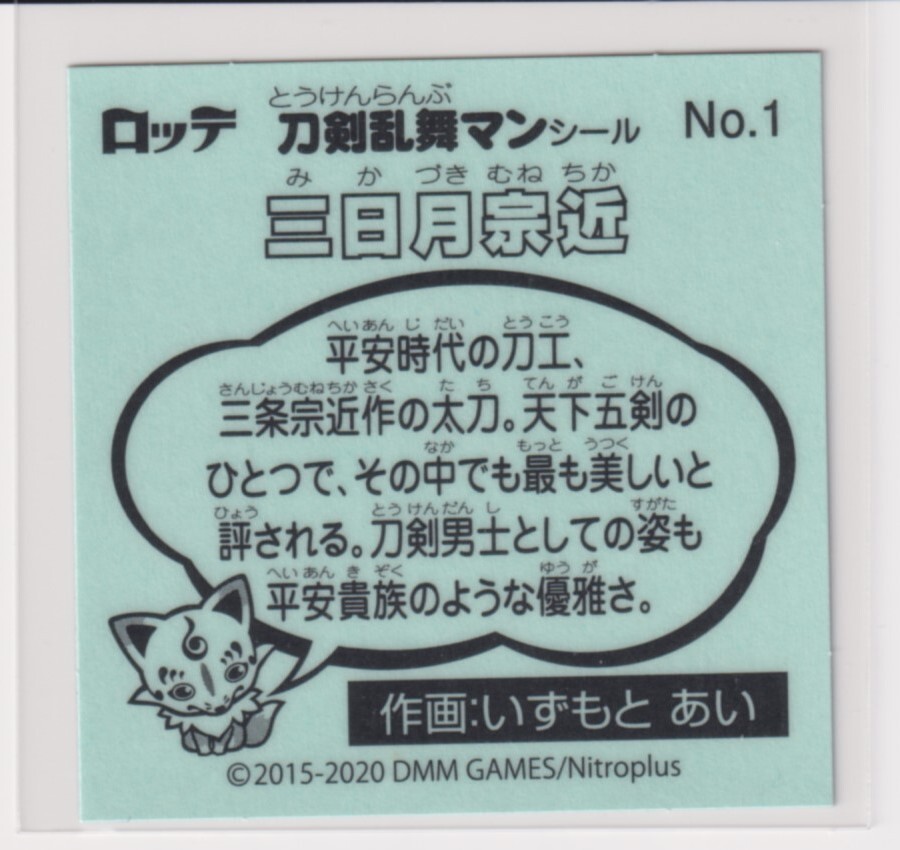 とうけんらんぶ
ロッテ 刀剣乱舞マンシール No.1
み か づき むね ちか
三日月宗近
へいあん じ だい とうこう
平安時代の刀工、
さんじょうむねちか さく た ち てん が ご けん
三条宗近作の太刀。天下五剣の
なか もっと うつく
ひとつで、その中でも最も美しいと
ひょう とうけんだん し すがた
評される。刀剣男士としての姿も
へいあん き ぞく ゆう が
平安貴族のような優雅さ。
作画:いずもと あい
©2015-2020 DMM GAMES/Nitroplus